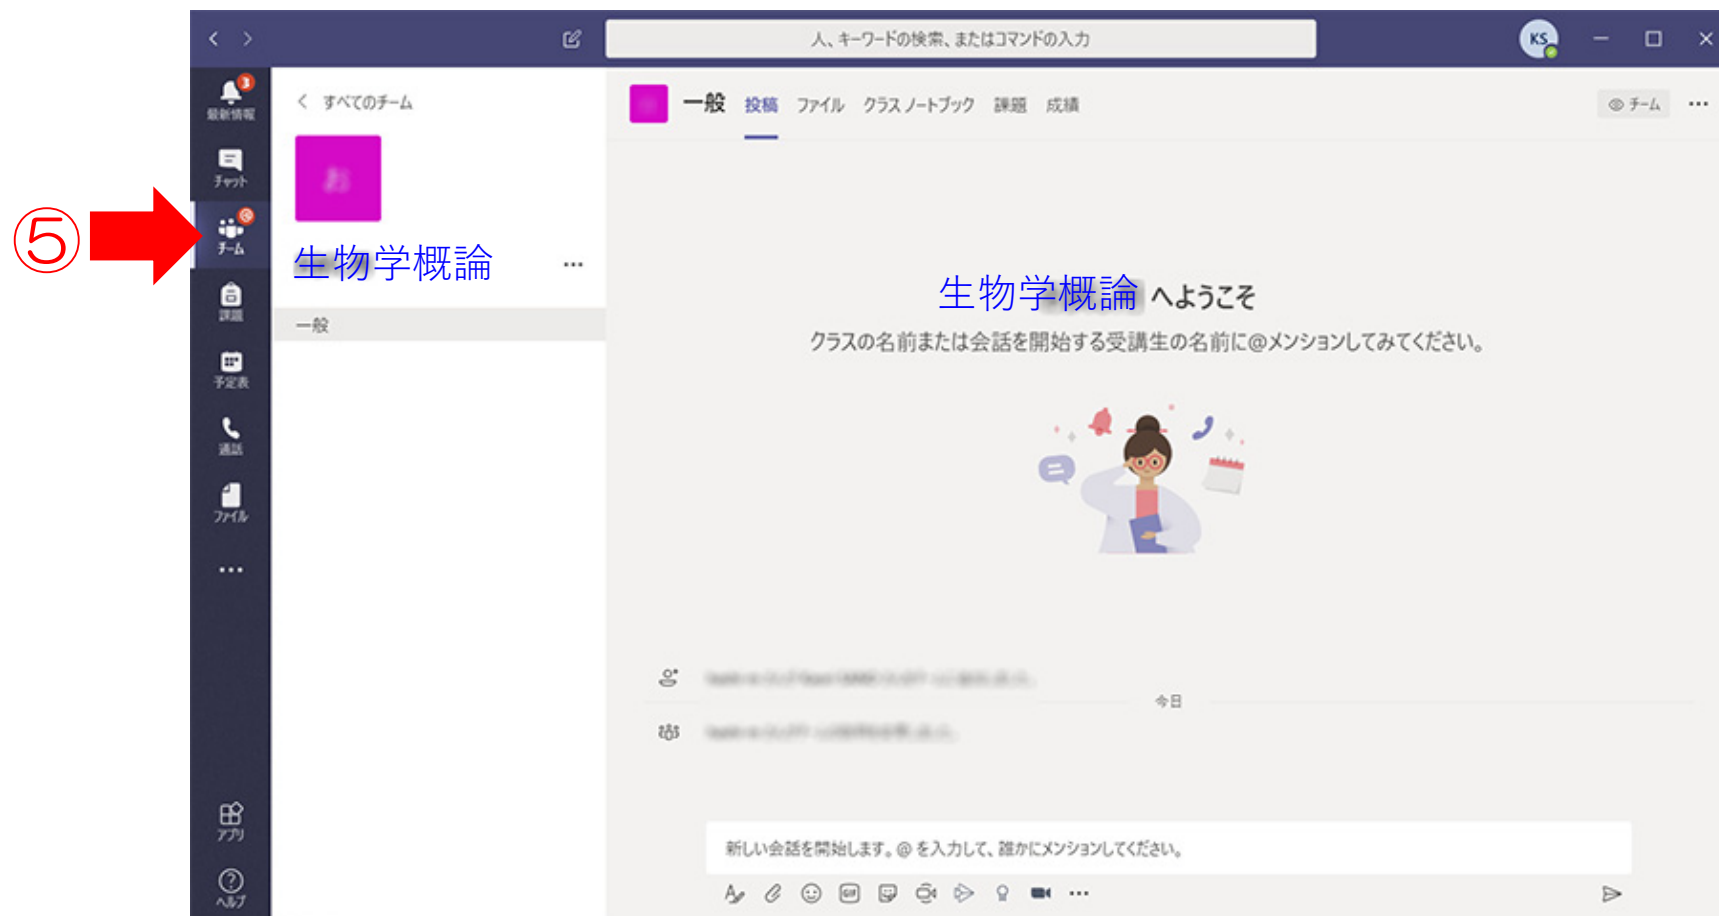 人、キーワードの検索、またはコマンドの入力
KS
3
最新情報
チャット
⑤
チーム
課題
予定表
通話
ファイル
アプリ
ヘルプ
すべてのチーム
お
生物学概論
一般
一般 投稿 ファイル クラス ノートブック 課題 成績
チーム
生物学概論 へようこそ
クラスの名前または会話を開始する受講生の名前に@メンションしてみてください。
今日
新しい会話を開始します。@ を入力して、誰かにメンションしてください。
GIF